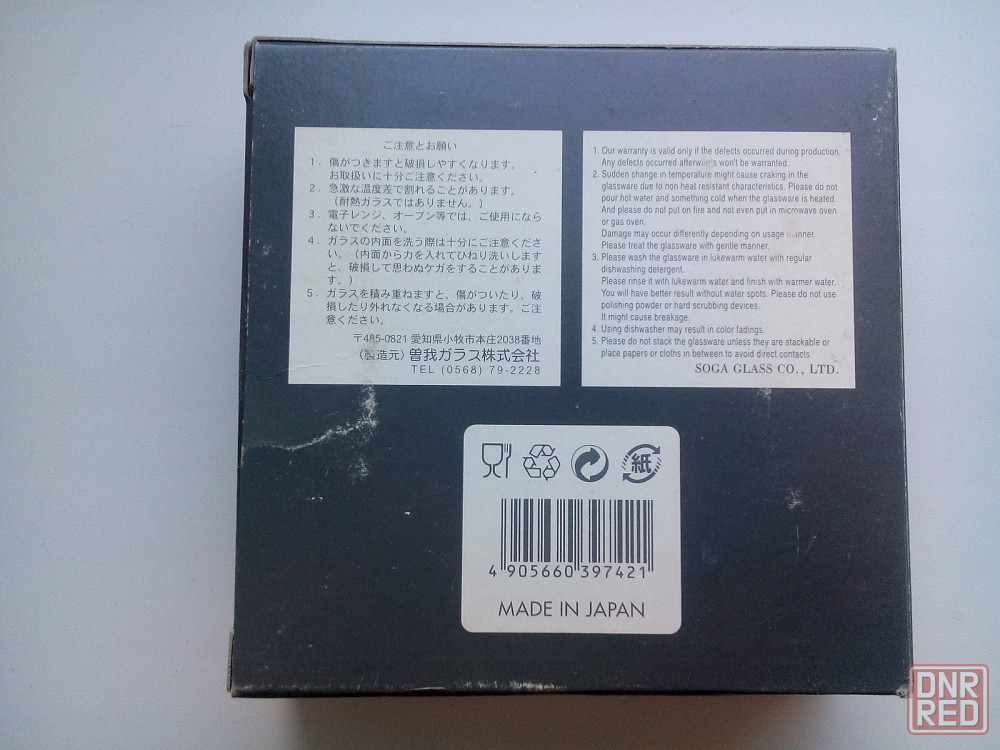 ご注意とお願い
1. 傷がつきますと破損しやすくなります。
お取扱いに十分ご注意ください。
2. 急激な温度差で割れることがあります。
（耐熱ガラスではありません。）
3. 電子レンジ、オーブン等では、ご使用になら
ないでください。
4. ガラスの内面を洗う際は十分にご注意くださ
い。（内面から力を入れてひねり洗いします
と、破損して思わぬケガをすることがありま
す。）
5. ガラスを積み重ねますと、傷がついたり、破
損したり外れなくなる場合があります。ご注
意ください。
〒485-0821 愛知県小牧市本庄2038番地
（製造元）曽我ガラス株式会社
TEL (0568) 79-2228
1. Our warranty is valid only if the defects occurred during production.
Any defects occurred afterwards won't be warranted.
2. Sudden change in temperature might cause craking in the
glassware due to non heat resistant characteristics. Please do not
pour hot water and something cold when the glassware is heated.
And please do not put on fire and not even put in microwave oven
or gas oven.
Damage may occur differently depending on usage manner.
Please treat the glassware with gentle manner.
3. Please wash the glassware in lukewarm water with regular
dishwashing detergent.
Please rinse it with lukewarm water and finish with warmer water.
You will have better result without water spots. Please do not use
polishing powder or hard scrubbing devices.
It might cause breakage.
4. Using dishwasher may result in color fadings.
5. Please do not stack the glassware unless they are stackable or
place papers or cloths in between to avoid direct contacts.
SOGA GLASS CO., LTD.
紙
4 905660 397421
MADE IN JAPAN
DNR
RED